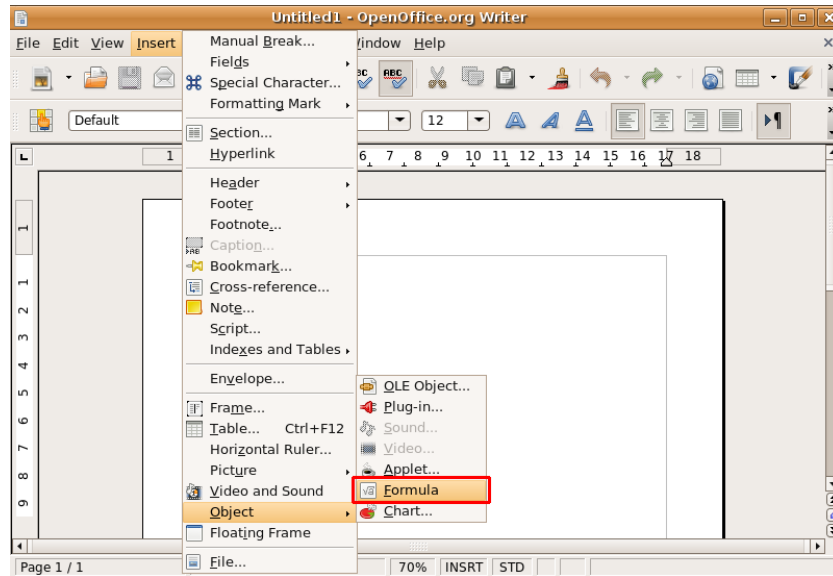 Untitled1 - OpenOffice.org Writer
File Edit View Insert indow Help
Default
12
1
6 7 8 9 10 11 12 13 14 15 16 17 18
Manual Break...
Fields
Special Character...
Formatting Mark
Section...
Hyperlink
Header
Footer
Footnote...
Caption...
Bookmark...
Cross-reference...
Note...
Script...
Indexes and Tables
Envelope...
Frame...
Table... Ctrl+F12
Horizontal Ruler...
Picture
Video and Sound
Object
Floating Frame
File...
OLE Object...
Plug-in...
Sound...
Video...
Applet...
Formula
Chart...
1
1
2
3
4
5
6
7
8
9
Page 1 / 1
70% INSRT STD